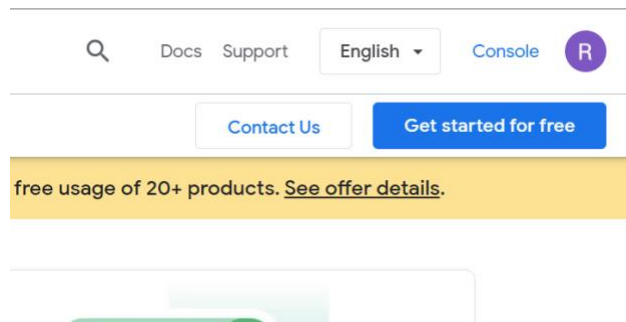 Docs Support English Console R
Contact Us Get started for free
free usage of 20+ products. See offer details.